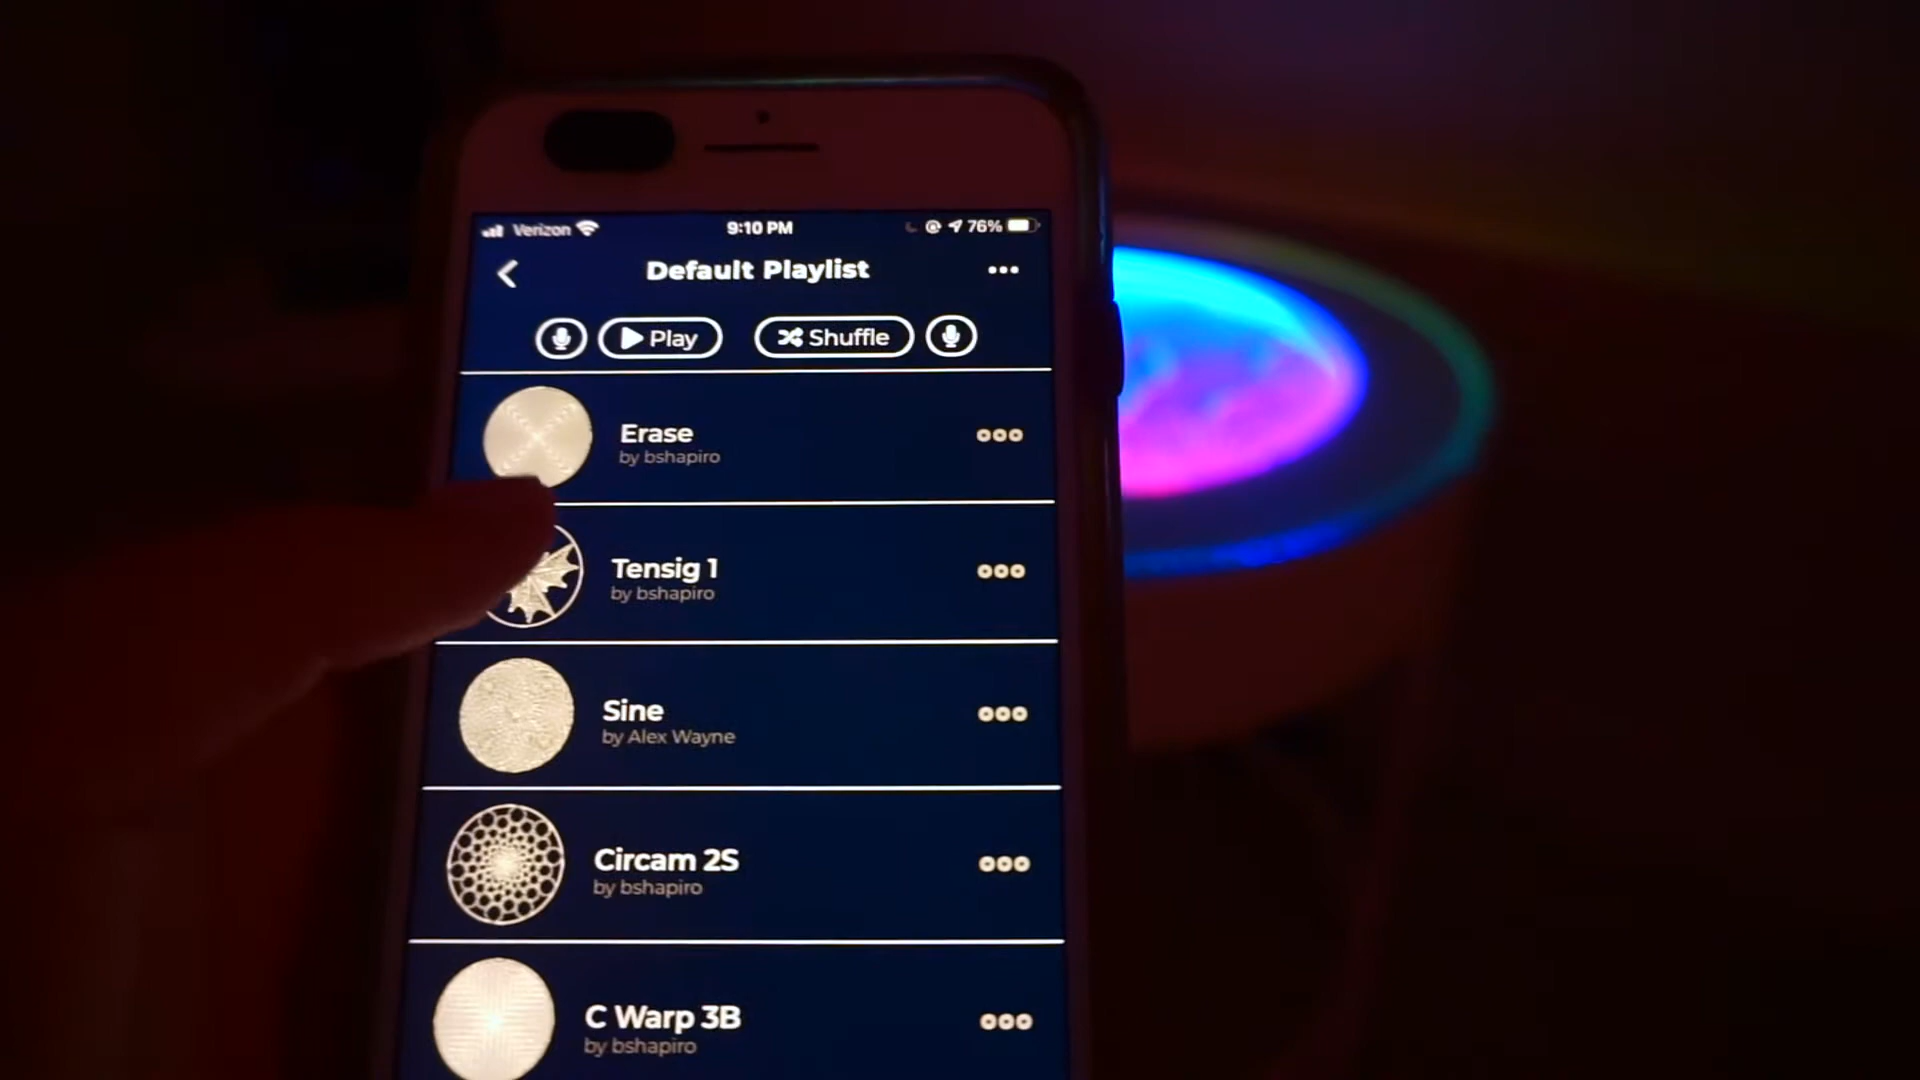 Verizon 9:10 PM 76%
Default Playlist
Play Shuffle
Erase
by bshapiro
Tensig 1
by bshapiro
Sine
by Alex Wayne
Circam 2S
by bshapiro
C Warp 3B
by bshapiro